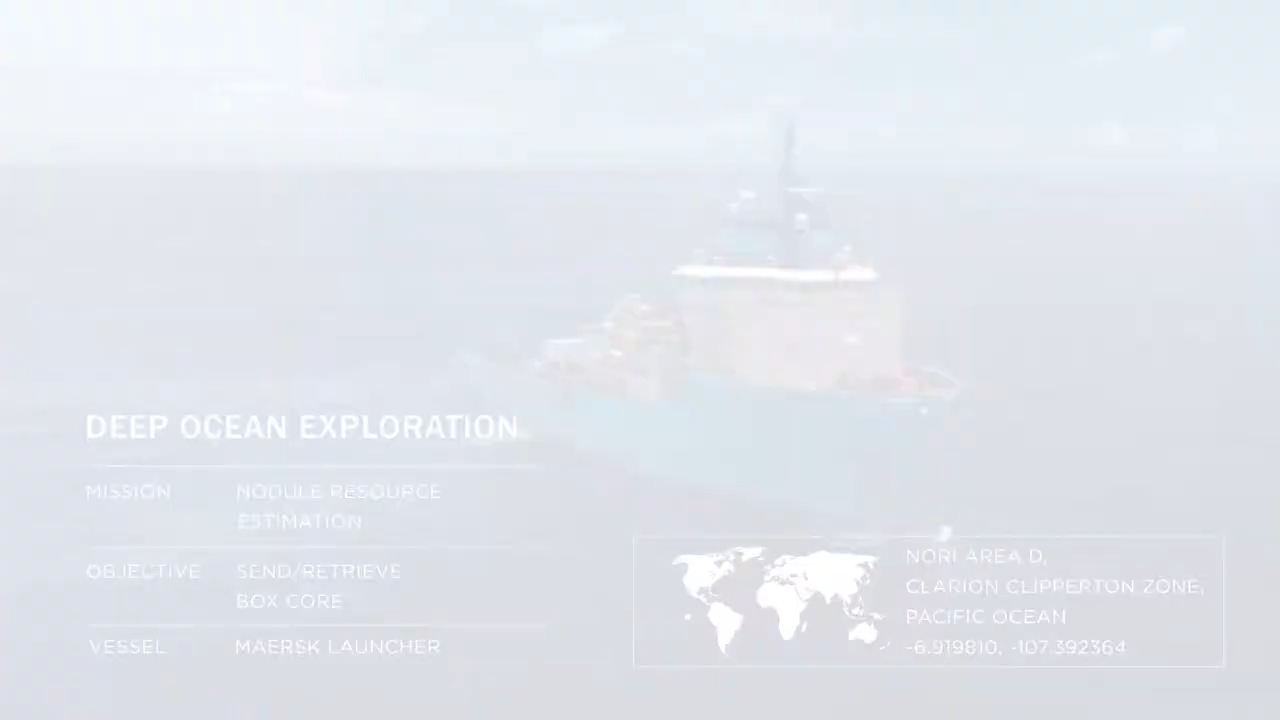 DEEP OCEAN EXPLORATION
MISSION NODULE RESOURCE
ESTIMATION
OBJECTIVE SEND/RETRIEVE
BOX CORE
VESSEL MAERSK LAUNCHER
NORI AREA D,
CLARION CLIPPERTON ZONE,
PACIFIC OCEAN
-6.919810, -107.392364